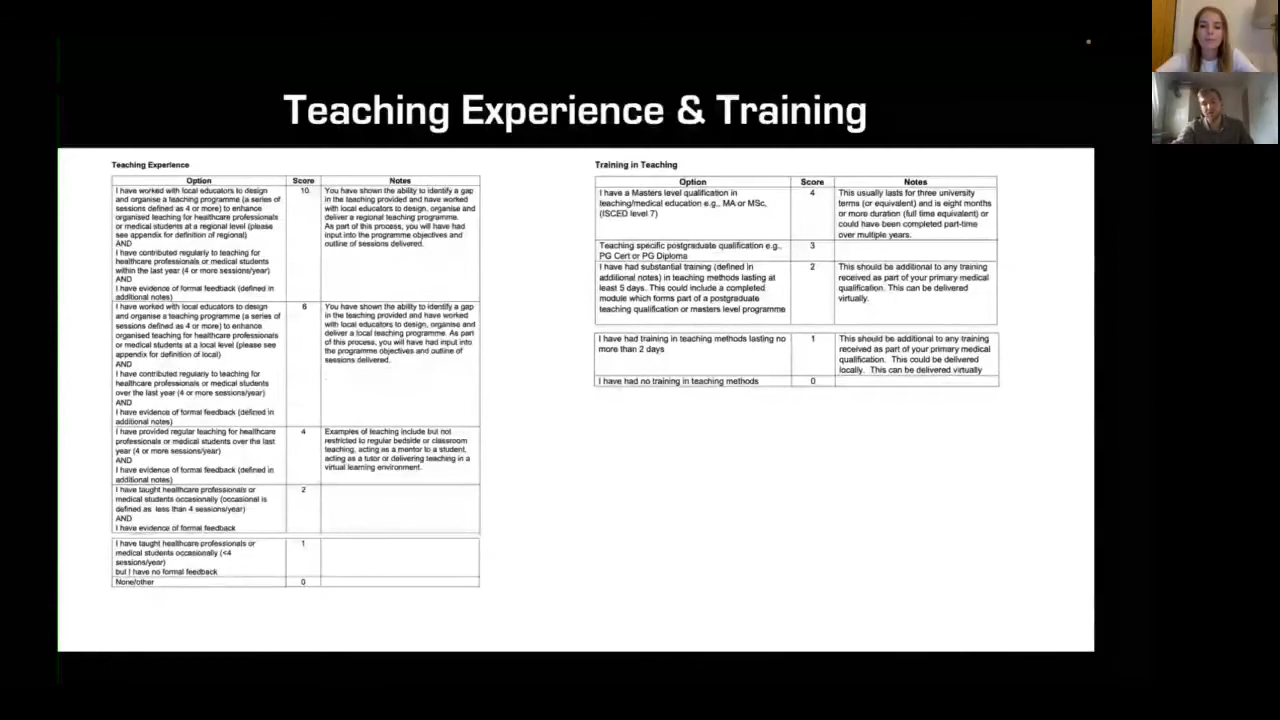 Teaching Experience & Training
Teaching Experience
Option Score Notes
I have worked with local educators to design 10 You have shown the ability to identify a gap
and organise a teaching programme (a series in the teaching provided and have worked
of sessions defined as 4 or more) to enhance with local educators to design, organise and
organised teaching for healthcare professionals deliver a regional teaching programme.
or medical students at a regional level (please As part of this process, you will have had
see appendix for definition of regional) input into the programme objectives and
AND outline of sessions delivered.
I have contributed regularly to teaching for
healthcare professionals or medical students
within the last year (4 or more sessions/year)
AND
I have evidence of formal feedback (defined in
additional notes)
I have worked with local educators to design 6 You have shown the ability to identify a gap
and organise a teaching programme (a series of in the teaching provided and have worked
sessions defined as 4 or more) to enhance with local educators to design, organise and
organised teaching for healthcare professionals deliver a local teaching programme. As part
or medical students at a local level (please see of this process, you will have had input into
appendix for definition of local) the programme objectives and outline of
AND sessions delivered.
I have contributed regularly to teaching for
healthcare professionals or medical students
over the last year (4 or more sessions/year)
AND
I have evidence of formal feedback (defined in
additional notes)
I have provided regular teaching for healthcare 4 Examples of teaching include but not
professionals or medical students over the last restricted to regular bedside or classroom
year (4 or more sessions/year) teaching, acting as a mentor to a student,
AND acting as a tutor or delivering teaching in a
I have evidence of formal feedback (defined in virtual learning environment.
additional notes)
I have taught healthcare professionals or 2
medical students occasionally (occasional is
defined as less than 4 sessions/year)
AND
I have evidence of formal feedback
I have taught healthcare professionals or 1
medical students occasionally (<4
sessions/year)
but I have no formal feedback
None/other 0
Training in Teaching
Option Score Notes
I have a Masters level qualification in 4 This usually lasts for three university
teaching/medical education e.g., MA or MSc, terms (or equivalent) and is eight months
(ISCED level 7) or more duration (full time equivalent) or
could have been completed part-time
over multiple years.
Teaching specific postgraduate qualification e.g., 3
PG Cert or PG Diploma
I have had substantial training (defined in 2 This should be additional to any training
additional notes) in teaching methods lasting at received as part of your primary medical
least 5 days. This could include a completed qualification. This can be delivered
module which forms part of a postgraduate virtually.
teaching qualification or masters level programme
I have had training in teaching methods lasting no 1 This should be additional to any training
more than 2 days received as part of your primary medical
qualification. This could be delivered
locally. This can be delivered virtually
I have had no training in teaching methods 0